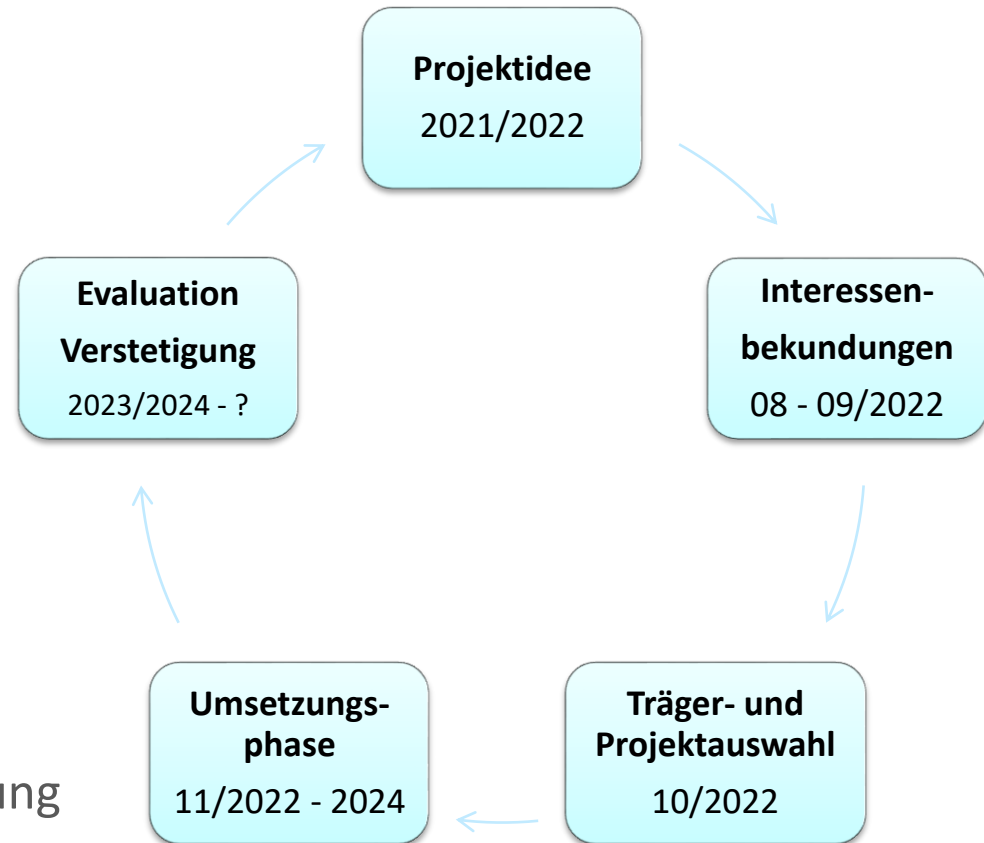 Projektidee
2021/2022
Evaluation
Verstetigung
2023/2024 - ?
Interessen-
bekundungen
08 - 09/2022
Umsetzungs-
phase
11/2022 - 2024
Träger- und
Projektauswahl
10/2022
ung